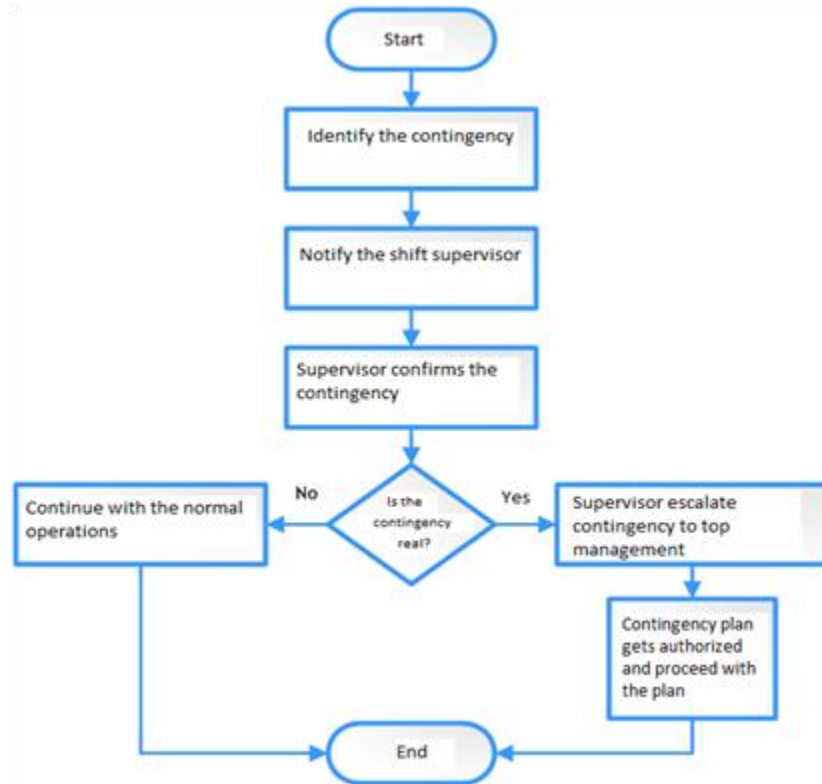 Start
Identify the contingency
Notify the shift supervisor
Supervisor confirms the
contingency
Is the
contingency
real?
No
Yes
Continue with the normal
operations
Supervisor escalate
contingency to top
management
Contingency plan
gets authorized
and proceed with
the plan
End